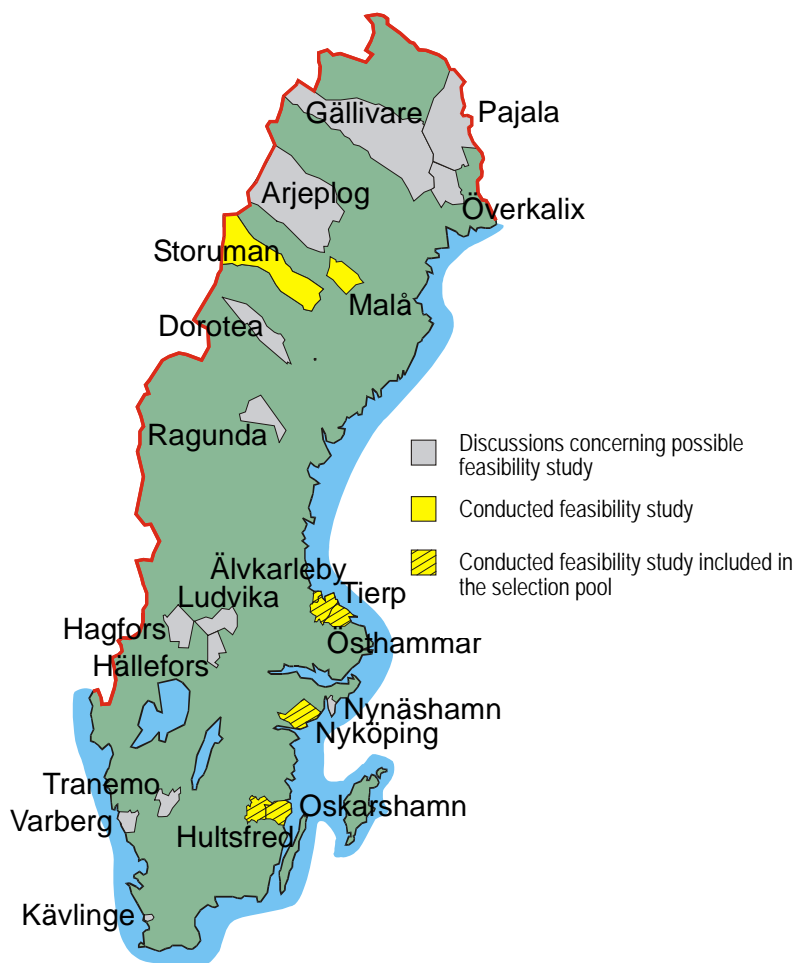 Gällivare
Pajala
Arjeplog
Överkalix
Storuman
Malå
Dorotea
Ragunda
Discussions concerning possible
feasibility study
Conducted feasibility study
Conducted feasibility study included in
the selection pool
Älvkarleby
Tierp
Ludvika
Hagfors
Östhammar
Hällefors
Nynäshamn
Nyköping
Tranemo
Oskarshamn
Varberg
Hultsfred
Kävlinge